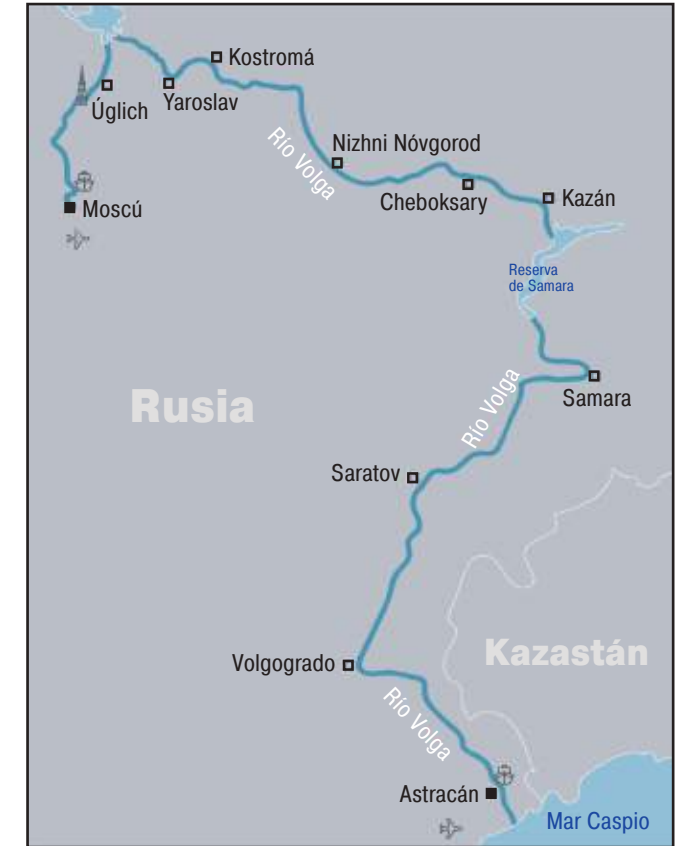 Kostromá
Úglich
Yaroslav
Río Volga
Nizhni Nóvgorod
Cheboksary
Kazán
Moscú
Reserva
de Samara
Rusia
Río Volga
Samara
Saratov
Kazastán
Volgogrado
Río Volga
Astracán
Mar Caspio